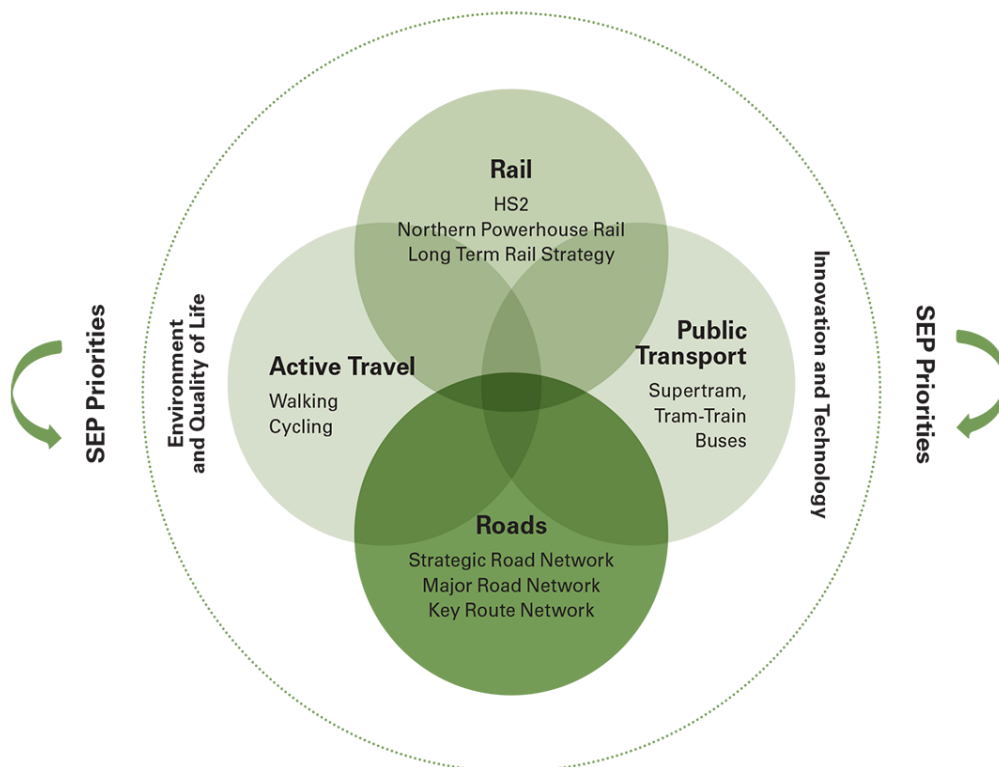 Rail
HS2
Northern Powerhouse Rail
Long Term Rail Strategy
SEP Priorities
Environment
and Quality of Life
Active Travel
Walking
Cycling
Public
Transport
Supertram,
Tram-Train
Buses
Innovation and Technology
SEP Priorities
Roads
Strategic Road Network
Major Road Network
Key Route Network